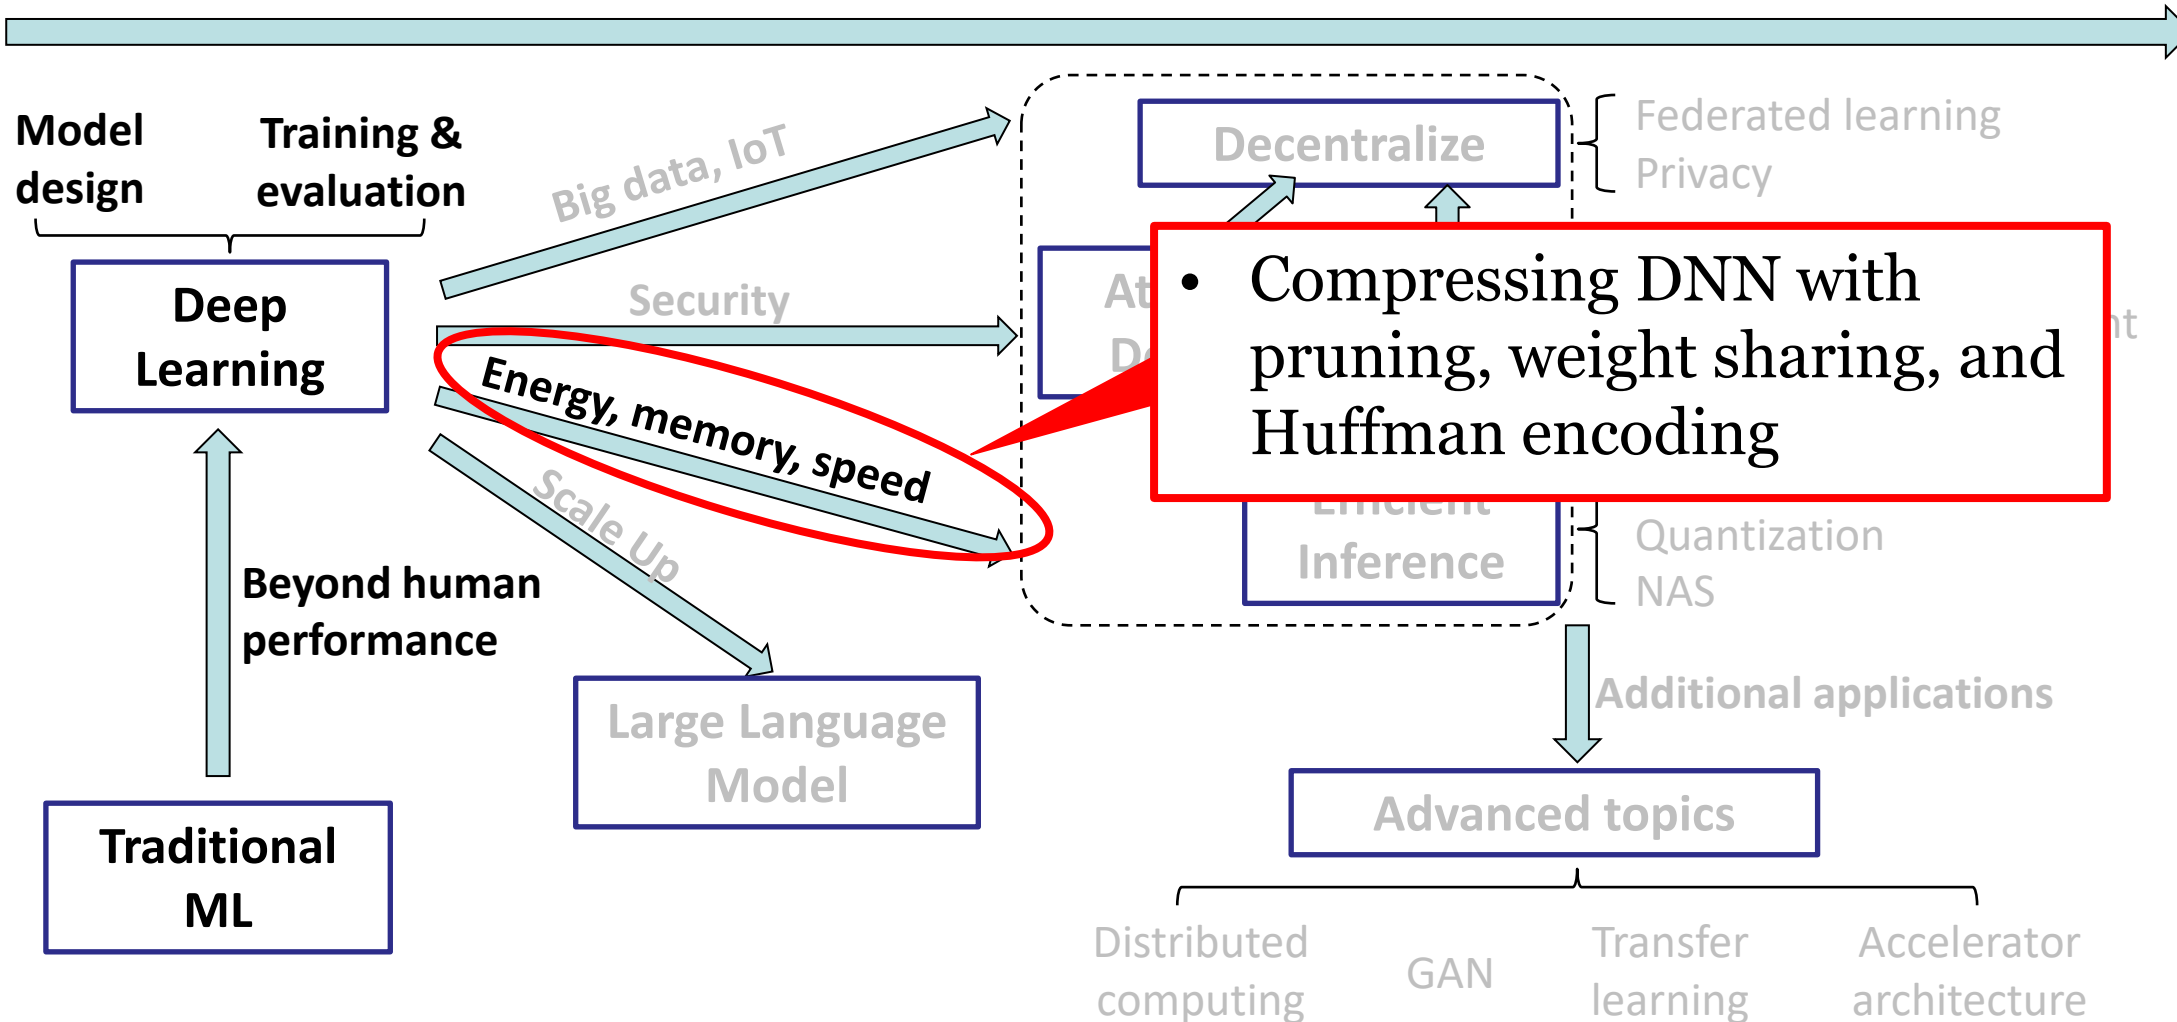 Model
design
Training &
evaluation
Deep
Learning
Beyond human
performance
Traditional
ML
Big data, IoT
Security
Energy, memory, speed
Scale Up
Large Language
Model
Decentralize
Federated learning
Privacy
• Compressing DNN with
pruning, weight sharing, and
Huffman encoding
Efficient
Inference
Quantization
NAS
Additional applications
Advanced topics
Distributed
computing
GAN
Transfer
learning
Accelerator
architecture